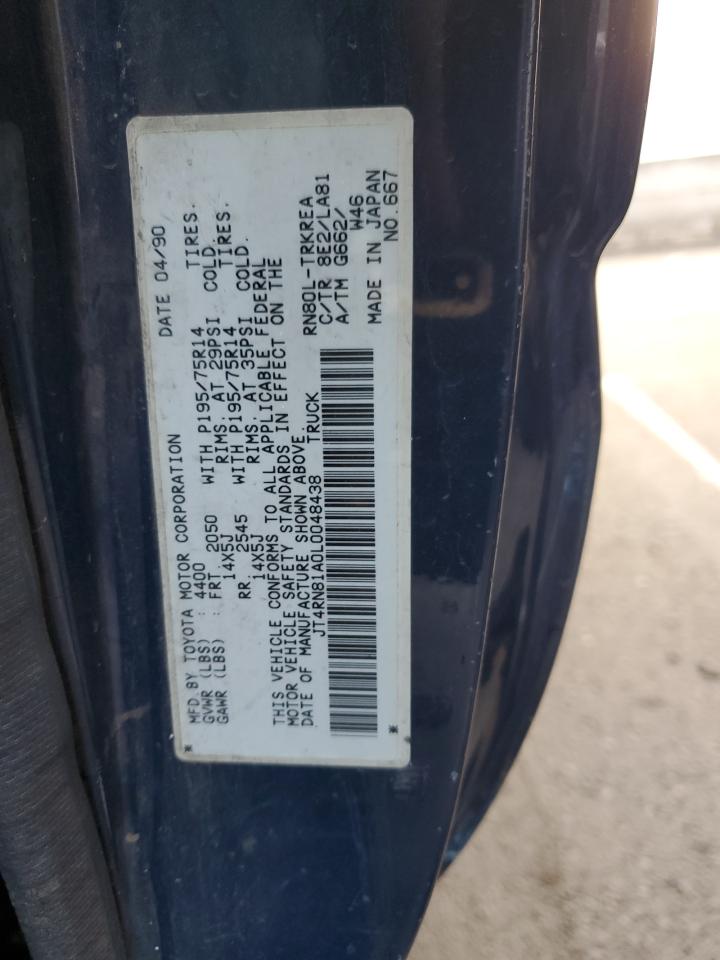 MFD. BY TOYOTA MOTOR CORPORATION DATE 04/90
GVWR (LBS) : 4400
GAWR (LBS) : FRT. 2050 WITH P195/75R14 TIRES.
14X5J RIMS. AT 29PSI COLD.
RR. 2545 WITH P195/75R14 TIRES.
14X5J RIMS. AT 35PSI COLD.
THIS VEHICLE CONFORMS TO ALL APPLICABLE FEDERAL
MOTOR VEHICLE SAFETY STANDARDS IN EFFECT ON THE
DATE OF MANUFACTURE SHOWN ABOVE.
JT4RN81A0L0048438 TRUCK
RN80L-TRKREA
C/TR 8E2/LA81
A/TM G662/
W46
MADE IN JAPAN
NO.667